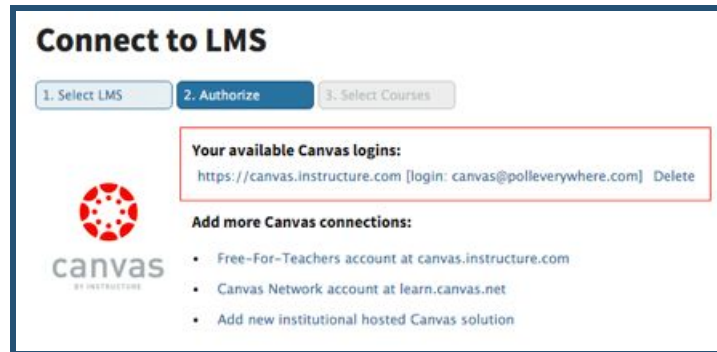 Connect to LMS
1. Select LMS
2. Authorize
3. Select Courses
Your available Canvas logins:
https://canvas.instructure.com [login: canvas@polleverywhere.com] Delete
Add more Canvas connections:
• Free-For-Teachers account at canvas.instructure.com
• Canvas Network account at learn.canvas.net
• Add new institutional hosted Canvas solution
canvas
BY INSTRUCTURE